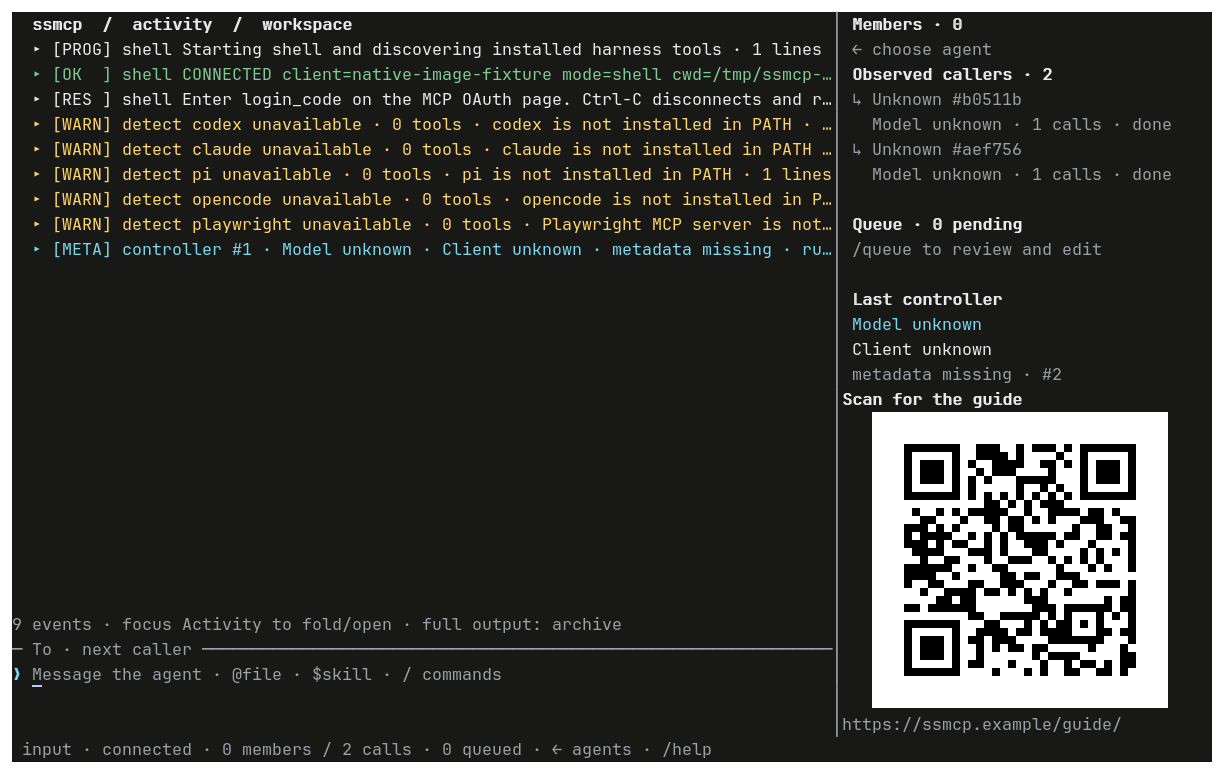 ssmcp  /  activity  /  workspace
▸ [PROG] shell Starting shell and discovering installed harness tools · 1 lines
▸ [OK  ] shell CONNECTED client=native-image-fixture mode=shell cwd=/tmp/ssmcp-…
▸ [RES ] shell Enter login_code on the MCP OAuth page. Ctrl-C disconnects and r…
▸ [WARN] detect codex unavailable · 0 tools · codex is not installed in PATH · …
▸ [WARN] detect claude unavailable · 0 tools · claude is not installed in PATH …
▸ [WARN] detect pi unavailable · 0 tools · pi is not installed in PATH · 1 lines
▸ [WARN] detect opencode unavailable · 0 tools · opencode is not installed in P…
▸ [WARN] detect playwright unavailable · 0 tools · Playwright MCP server is not…
▸ [META] controller #1 · Model unknown · Client unknown · metadata missing · ru…
9 events · focus Activity to fold/open · full output: archive
To · next caller
❯ Message the agent · @file · $skill · / commands
Members · 0
← choose agent
Observed callers · 2
↳ Unknown #b0511b
Model unknown · 1 calls · done
↳ Unknown #aef756
Model unknown · 1 calls · done
Queue · 0 pending
/queue to review and edit
Last controller
Model unknown
Client unknown
metadata missing · #2
Scan for the guide
https://ssmcp.example/guide/
input · connected · 0 members / 2 calls · 0 queued · ← agents · /help